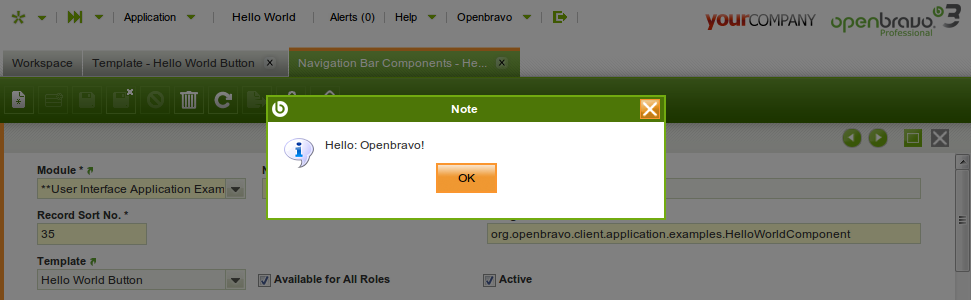 Application Hello World Alerts (0) Help Openbravo
yourCOMPANY openbravo 3
Professional
Workspace Template - Hello World Button Navigation Bar Components - He...
Note
Hello: Openbravo!
OK
Module *
**User Interface Application Exam
Record Sort No. *
35 org.openbravo.client.application.examples.HelloWorldComponent
Template
Hello World Button Available for All Roles Active